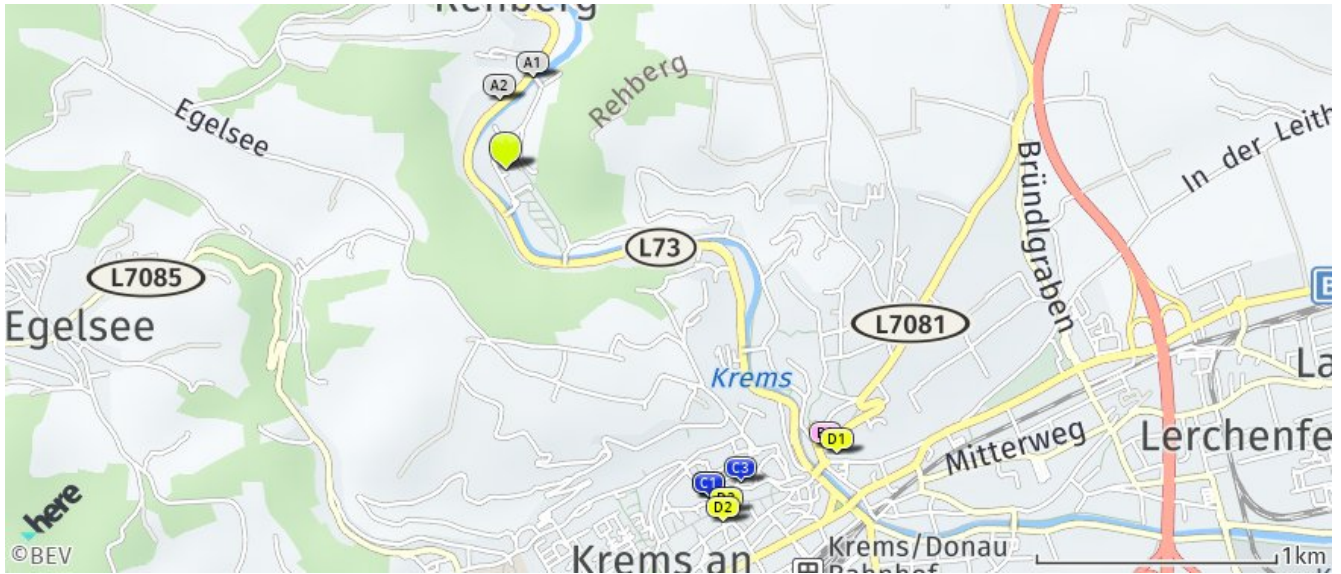 Rehberg
A1
A2
Rehberg
Egelsee
In der Leith
Bründlgraben
L73
L7085
L7081
Egelsee
Krems
La
D1
Mitterweg
Lerchenfe
C3
C1
D2
here
©BEV
Krems an
Krems/Donau
Bahnhof
1km